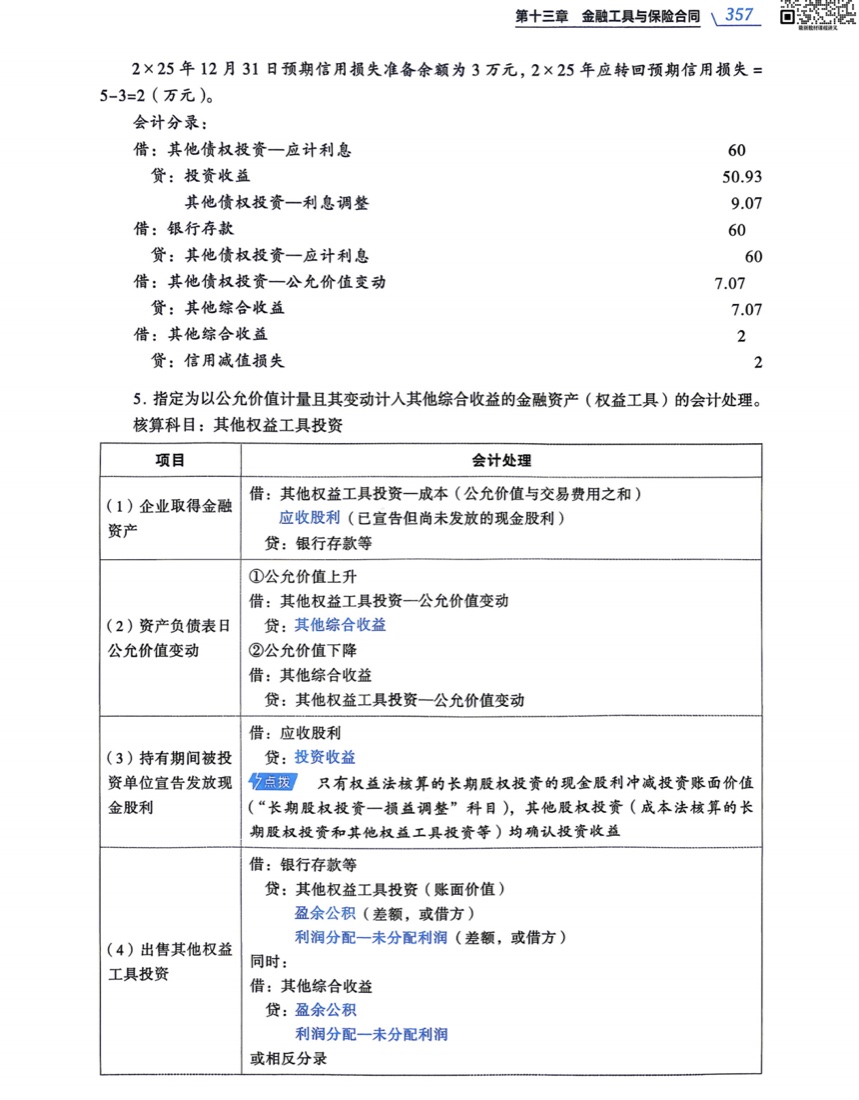 第十三章 金融工具与保险合同 357
2×25 年 12 月 31 日预期信用损失准备余额为 3 万元，2×25 年应转回预期信用损失 =
5-3=2（万元）。
会计分录：
借：其他债权投资—应计利息 60
贷：投资收益 50.93
其他债权投资—利息调整 9.07
借：银行存款 60
贷：其他债权投资—应计利息 60
借：其他债权投资—公允价值变动 7.07
贷：其他综合收益 7.07
借：其他综合收益 2
贷：信用减值损失 2
5. 指定为以公允价值计量且其变动计入其他综合收益的金融资产（权益工具）的会计处理。
核算科目：其他权益工具投资
项目 会计处理
（1）企业取得金融
资产
借：其他权益工具投资—成本（公允价值与交易费用之和）
应收股利（已宣告但尚未发放的现金股利）
贷：银行存款等
（2）资产负债表日
公允价值变动
①公允价值上升
借：其他权益工具投资—公允价值变动
贷：其他综合收益
②公允价值下降
借：其他综合收益
贷：其他权益工具投资—公允价值变动
（3）持有期间被投
资单位宣告发放现
金股利
借：应收股利
贷：投资收益
点拨 只有权益法核算的长期股权投资的现金股利冲减投资账面价值
（“长期股权投资—损益调整”科目），其他股权投资（成本法核算的长
期股权投资和其他权益工具投资等）均确认投资收益
（4）出售其他权益
工具投资
借：银行存款等
贷：其他权益工具投资（账面价值）
盈余公积（差额，或借方）
利润分配—未分配利润（差额，或借方）
同时：
借：其他综合收益
贷：盈余公积
利润分配—未分配利润
或相反分录